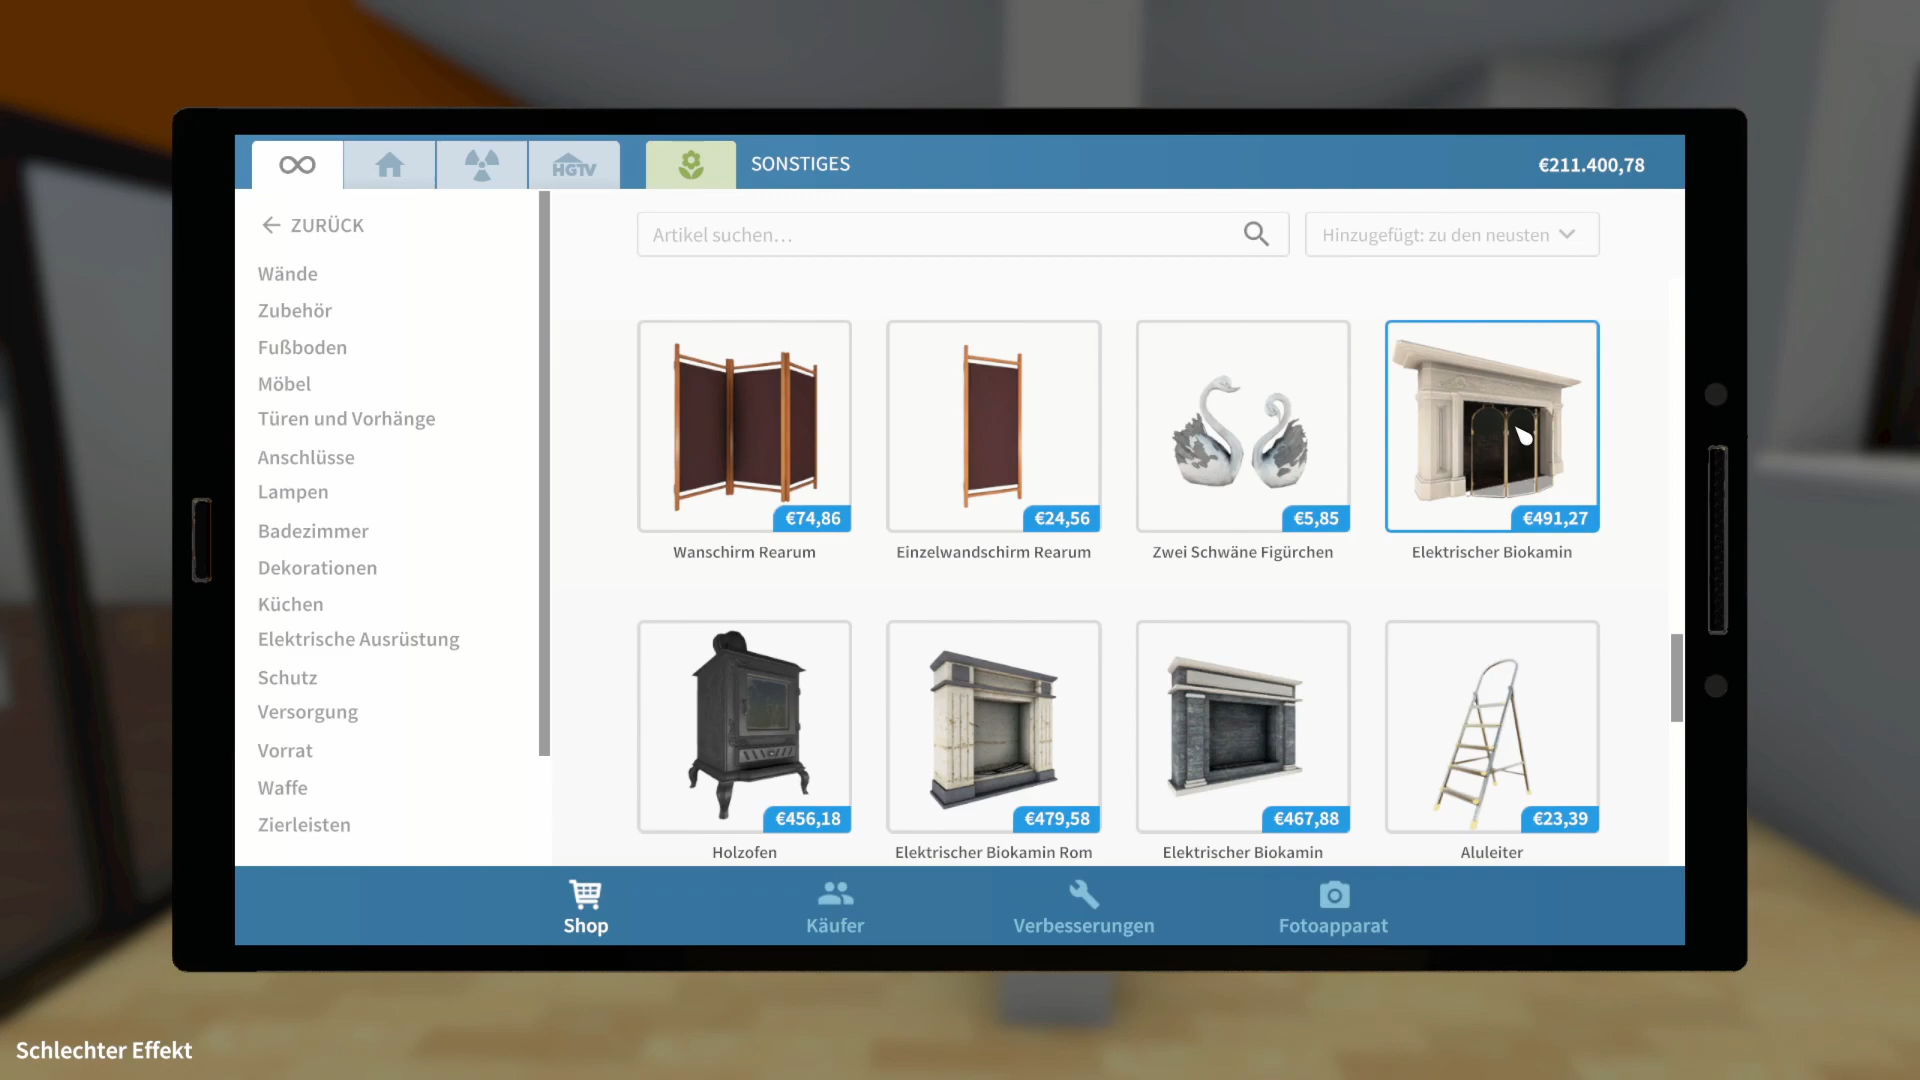 HGTV
SONSTIGES
€211.400,78
ZURÜCK
Artikel suchen...
Hinzugefügt: zu den neusten
Wände
Zubehör
Fußboden
Möbel
Türen und Vorhänge
Anschlüsse
Lampen
Badezimmer
Dekorationen
Küchen
Elektrische Ausrüstung
Schutz
Versorgung
Vorrat
Waffe
Zierleisten
€74,86
€24,56
€5,85
€491,27
Wanschirm Rearum
Einzelwandschirm Rearum
Zwei Schwäne Figürchen
Elektrischer Biokamin
€456,18
€479,58
€467,88
€23,39
Holzofen
Elektrischer Biokamin Rom
Elektrischer Biokamin
Aluleiter
Shop
Käufer
Verbesserungen
Fotoapparat
Schlechter Effekt